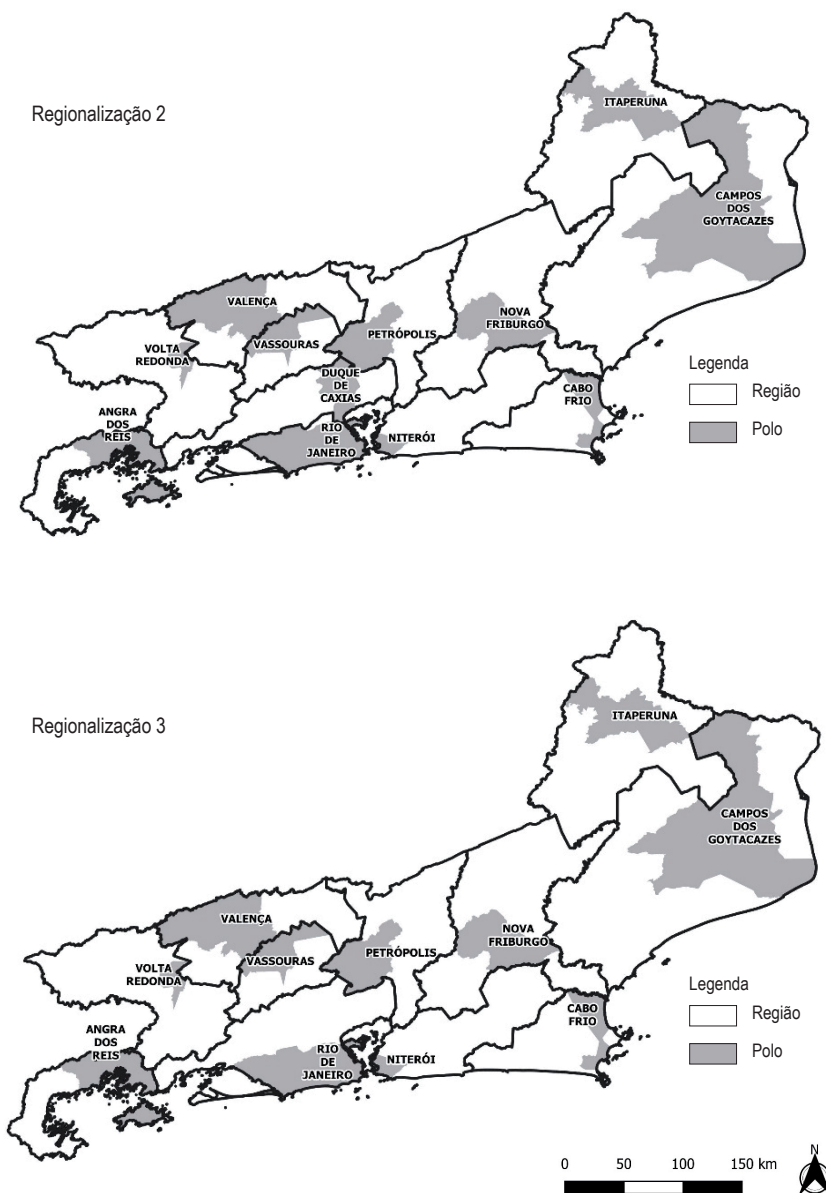 Regionalização 2
ITAPERUNA
CAMPOS
DOS
GOYTACAZES
VALENÇA
NOVA
FRIBURGO
PETRÓPOLIS
VASSOURAS
VOLTA
REDONDA
DUQUE
DE
CAXIAS
CABO
FRIO
ANGRA
DOS
REIS
RIO
DE
JANEIRO
NITERÓI
Legenda
Região
Polo
Regionalização 3
ITAPERUNA
CAMPOS
DOS
GOYTACAZES
VALENÇA
NOVA
FRIBURGO
PETRÓPOLIS
VASSOURAS
VOLTA
REDONDA
CABO
FRIO
ANGRA
DOS
REIS
RIO
DE
JANEIRO
NITERÓI
Legenda
Região
Polo
0 50 100 150 km
N